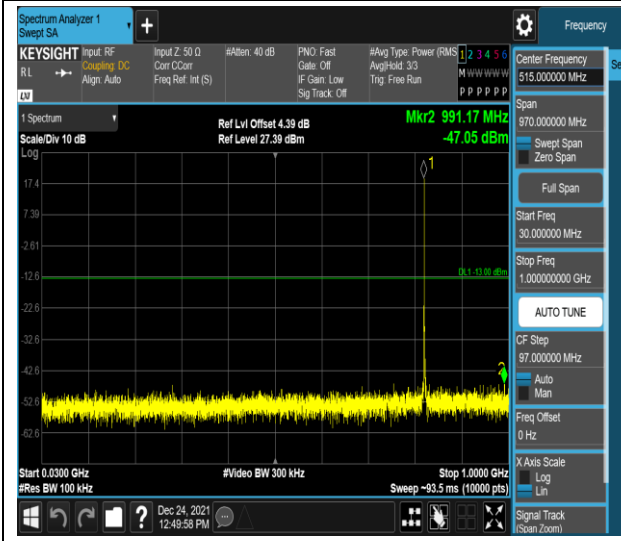 Spectrum Analyzer 1
Swept SA
+
Frequency
KEYSIGHT
RL
LXI
Input: RF
Coupling: DC
Align: Auto
Input Z: 50 Ω
Corr CCorr
Freq Ref: Int (S)
#Atten: 40 dB
PNO: Fast
Gate: Off
IF Gain: Low
Sig Track: Off
#Avg Type: Power (RMS
Avg|Hold: 3/3
Trig: Free Run
1 2 3 4 5 6
M W W W W W
P P P P P P
1 Spectrum
Scale/Div 10 dB
Log
Ref Lvl Offset 4.39 dB
Ref Level 27.39 dBm
Mkr2 991.17 MHz
-47.05 dBm
1
17.4
7.39
-2.61
-12.6
DL1 -13.00 dBm
-22.6
-32.6
-42.6
2
-52.6
-62.6
Start 0.0300 GHz
#Res BW 100 kHz
#Video BW 300 kHz
Stop 1.0000 GHz
Sweep ~93.5 ms (10000 pts)
Center Frequency
515.000000 MHz
Se
Span
970.000000 MHz
Swept Span
Zero Span
Full Span
Start Freq
30.000000 MHz
Stop Freq
1.000000000 GHz
AUTO TUNE
CF Step
97.000000 MHz
Auto
Man
Freq Offset
0 Hz
X Axis Scale
Log
Lin
Signal Track
(Span Zoom)
?
Dec 24, 2021
12:49:58 PM